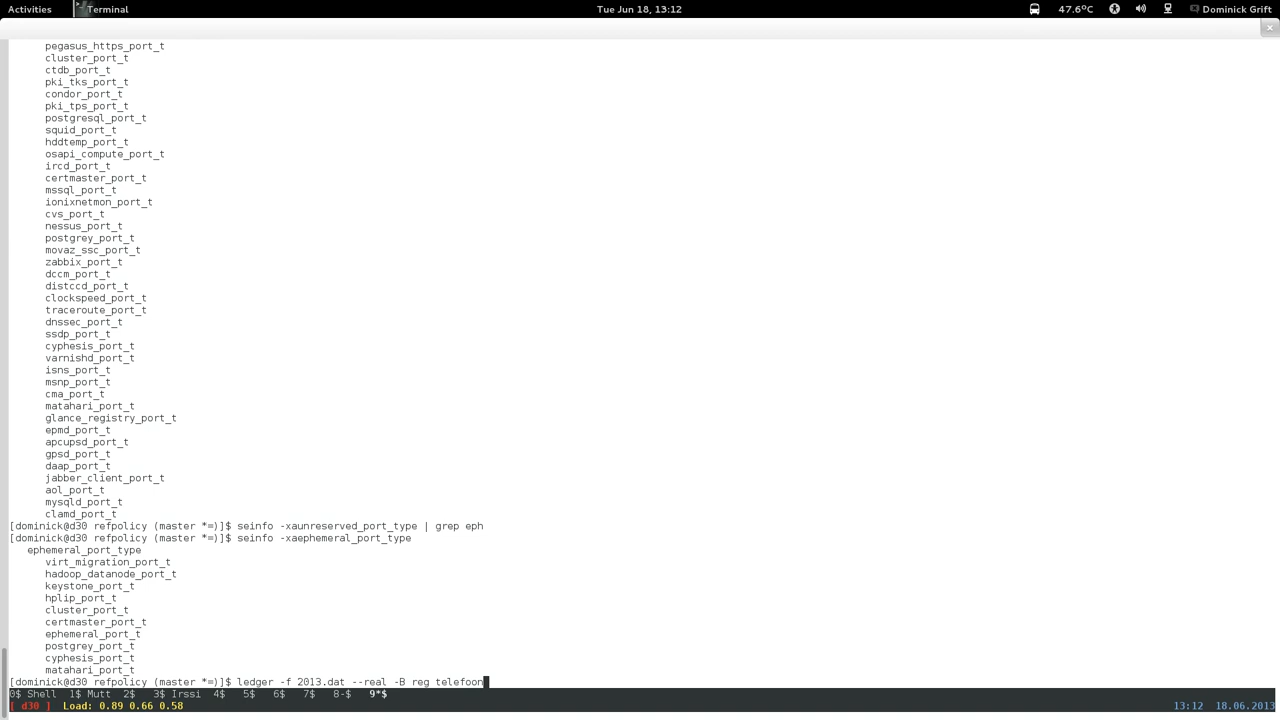 Activities Terminal Tue Jun 18, 13:12 47.6°C Dominick Grift
pegasus_https_port_t
cluster_port_t
ctdb_port_t
pki_tks_port_t
condor_port_t
pki_tps_port_t
postgresql_port_t
squid_port_t
hddtemp_port_t
osapi_compute_port_t
ircd_port_t
certmaster_port_t
mssql_port_t
ionixnetmon_port_t
cvs_port_t
nessus_port_t
postgrey_port_t
movaz_ssc_port_t
zabbix_port_t
dccm_port_t
distccd_port_t
clockspeed_port_t
traceroute_port_t
dnssec_port_t
ssdp_port_t
cyphesis_port_t
varnishd_port_t
isns_port_t
msnp_port_t
cma_port_t
matahari_port_t
glance_registry_port_t
epmd_port_t
apcupsd_port_t
gpsd_port_t
daap_port_t
jabber_client_port_t
aol_port_t
mysqld_port_t
clamd_port_t
[dominick@d30 refpolicy (master *=)]$ seinfo -xaunreserved_port_type | grep eph
[dominick@d30 refpolicy (master *=)]$ seinfo -xaephemeral_port_type
ephemeral_port_type
virt_migration_port_t
hadoop_datanode_port_t
keystone_port_t
hplip_port_t
cluster_port_t
certmaster_port_t
ephemeral_port_t
postgrey_port_t
cyphesis_port_t
matahari_port_t
[dominick@d30 refpolicy (master *=)]$ ledger -f 2013.dat --real -B reg telefoon
0$ Shell 1$ Mutt 2$ 3$ Irssi 4$ 5$ 6$ 7$ 8-$ 9*$
[ d30 ] Load: 0.89 0.66 0.58 13:12 18.06.2013